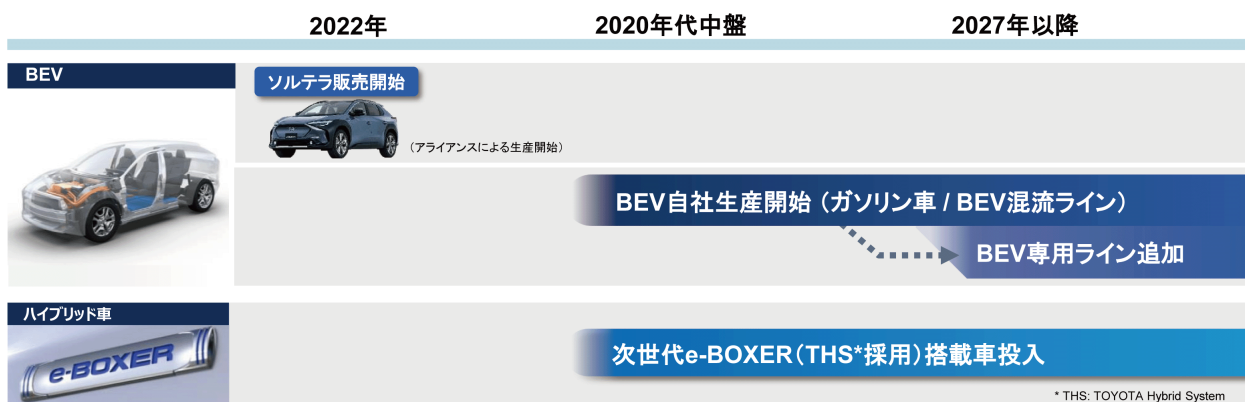 2022年
2020年代中盤
2027年以降
BEV
ソルテラ販売開始
（アライアンスによる生産開始）
BEV自社生産開始（ガソリン車 / BEV混流ライン）
BEV専用ライン追加
ハイブリッド車
e-BOXER
次世代e-BOXER（THS*採用）搭載車投入
* THS: TOYOTA Hybrid System